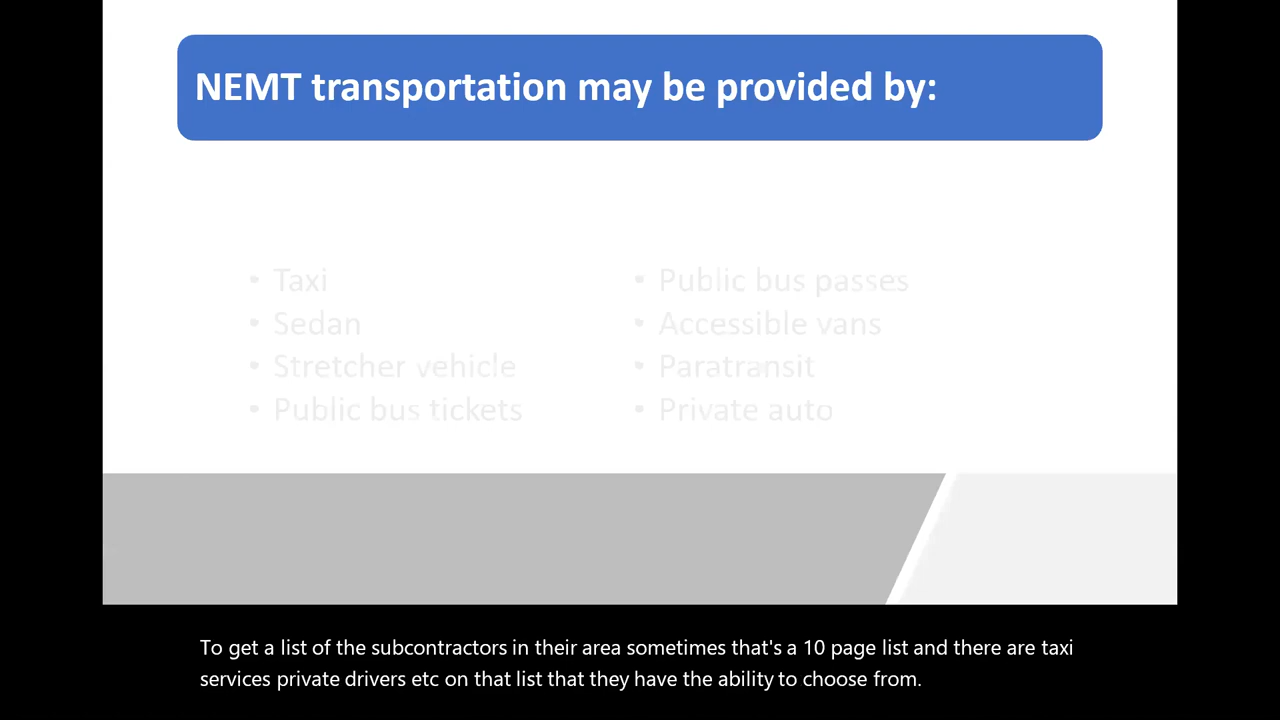 NEMT transportation may be provided by:
• Taxi
• Sedan
• Stretcher vehicle
• Public bus tickets
• Public bus passes
• Accessible vans
• Paratransit
• Private auto
To get a list of the subcontractors in their area sometimes that's a 10 page list and there are taxi
services private drivers etc on that list that they have the ability to choose from.